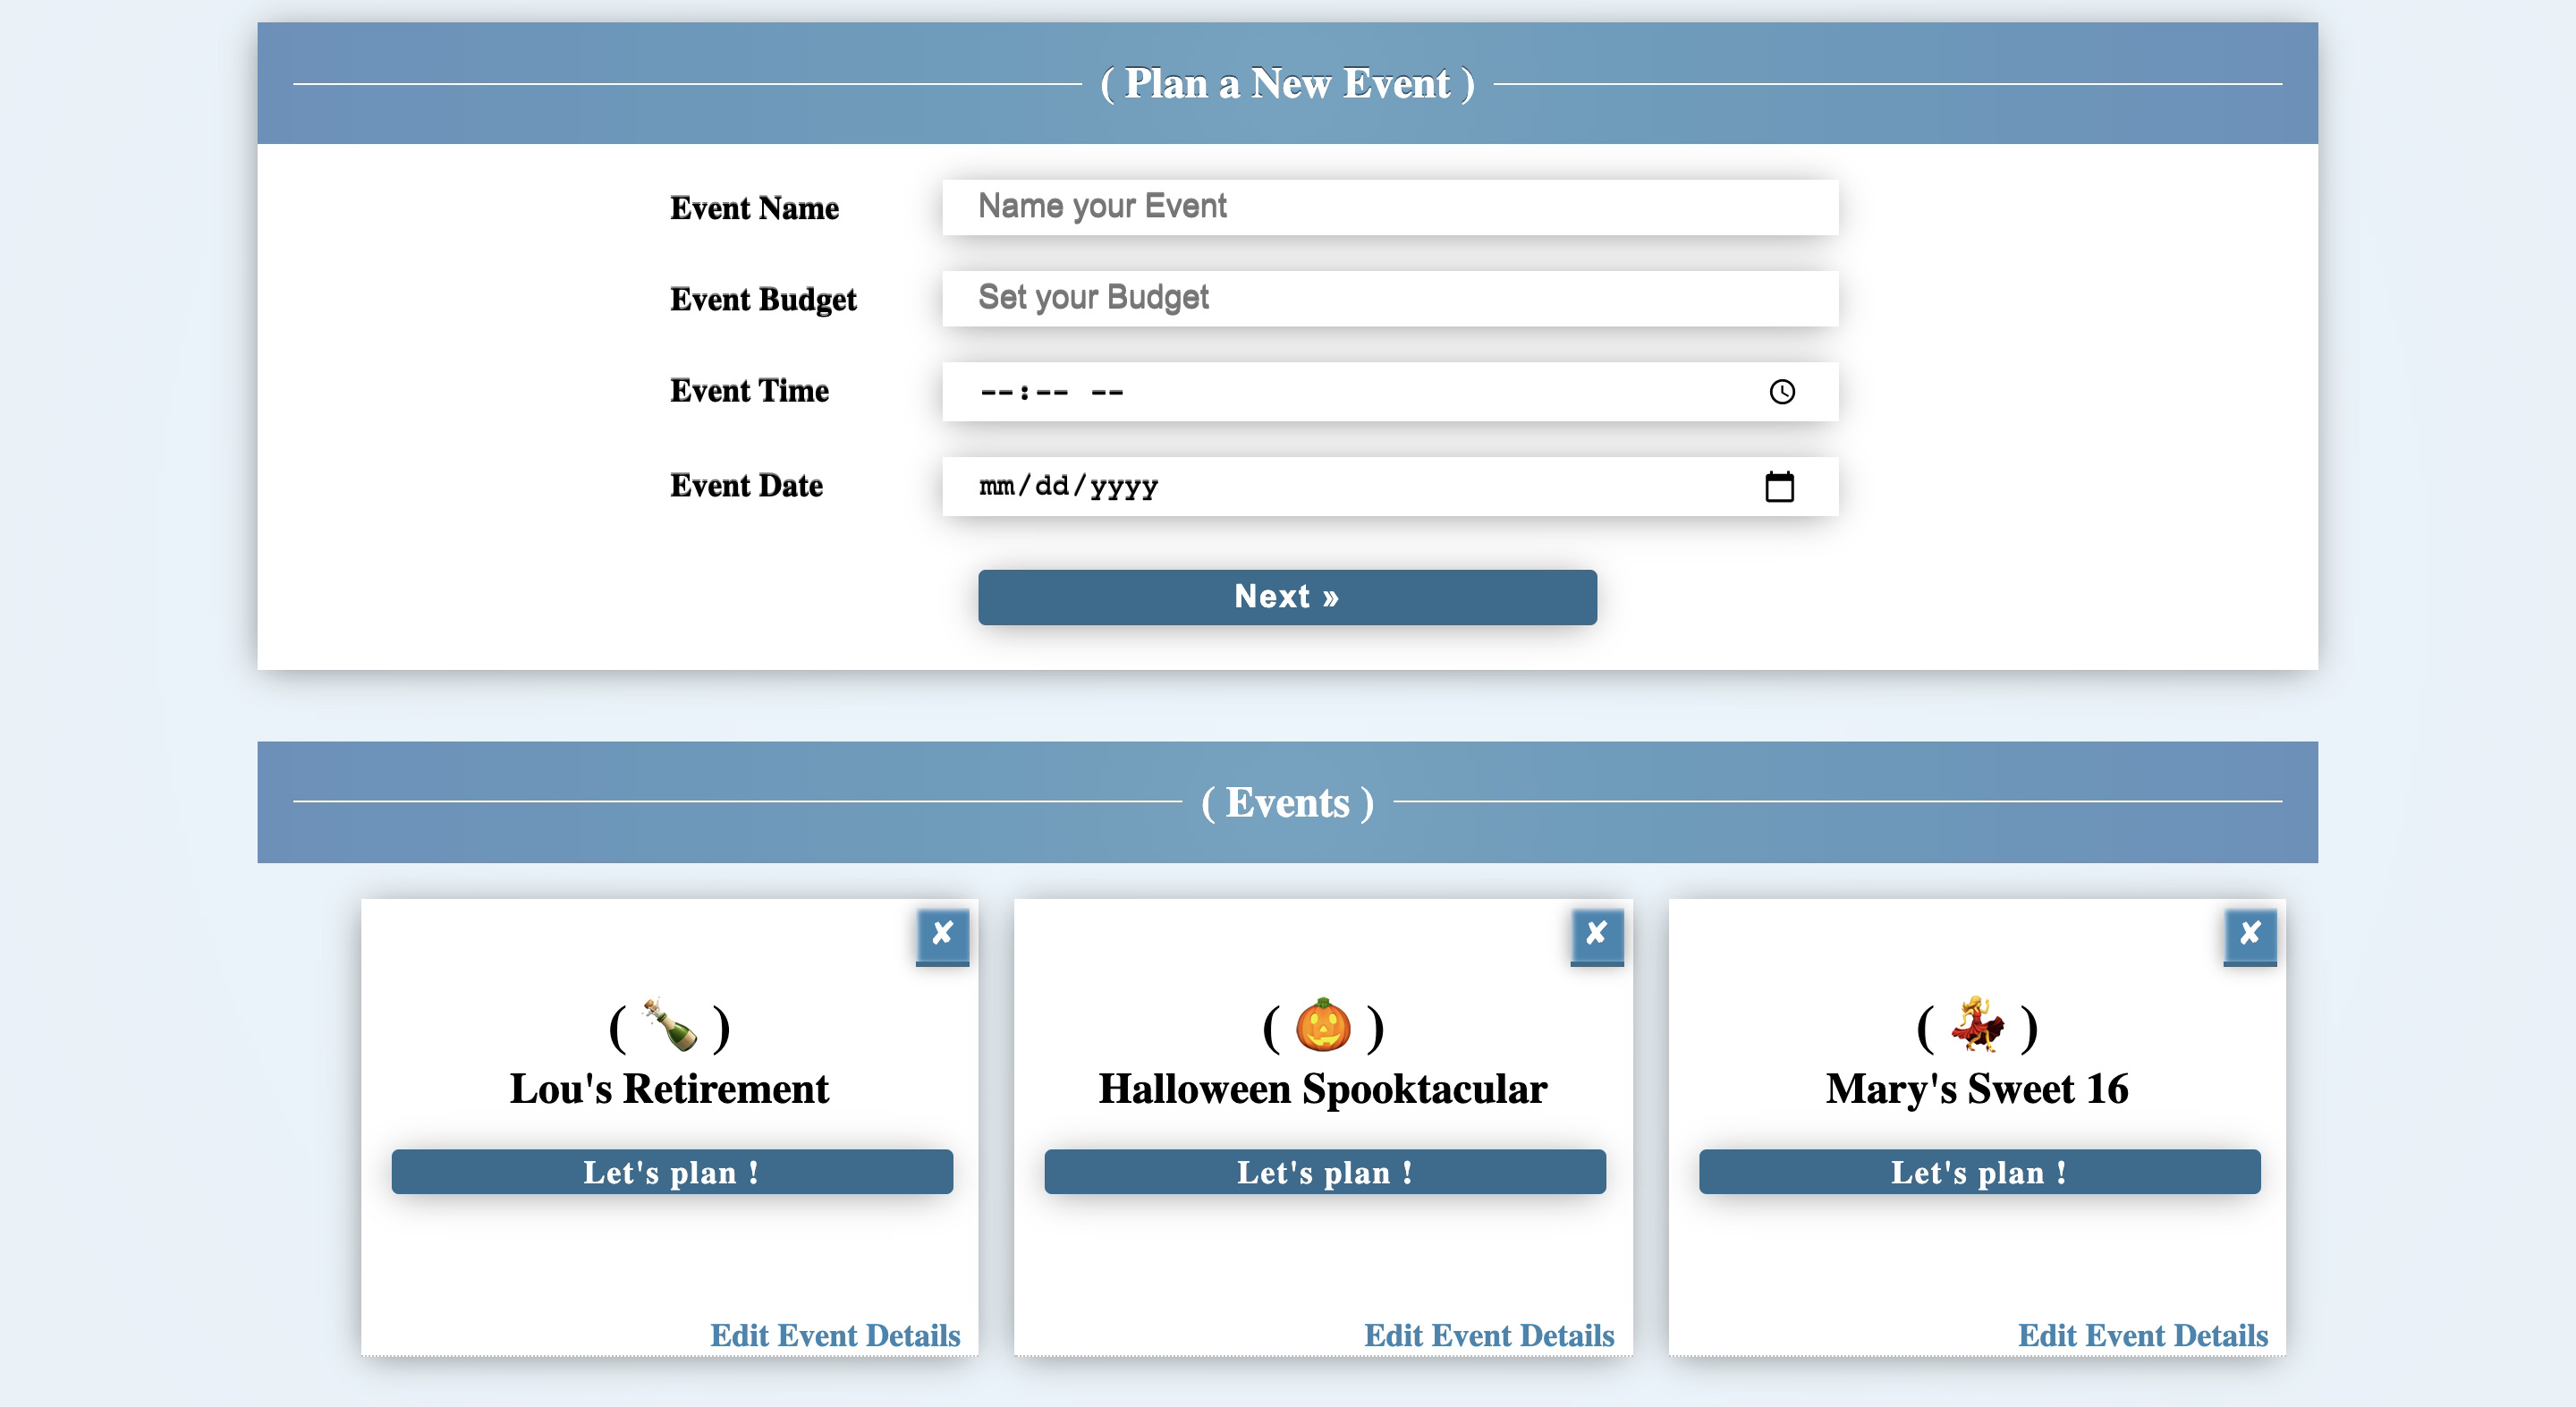 ( Plan a New Event )
Event Name Name your Event
Event Budget Set your Budget
Event Time --:-- --
Event Date mm/dd/yyyy
Next »
( Events )
✘ ✘ ✘
( 🍾 ) ( 🎃 ) ( 💃 )
Lou's Retirement Halloween Spooktacular Mary's Sweet 16
Let's plan ! Let's plan ! Let's plan !
Edit Event Details Edit Event Details Edit Event Details